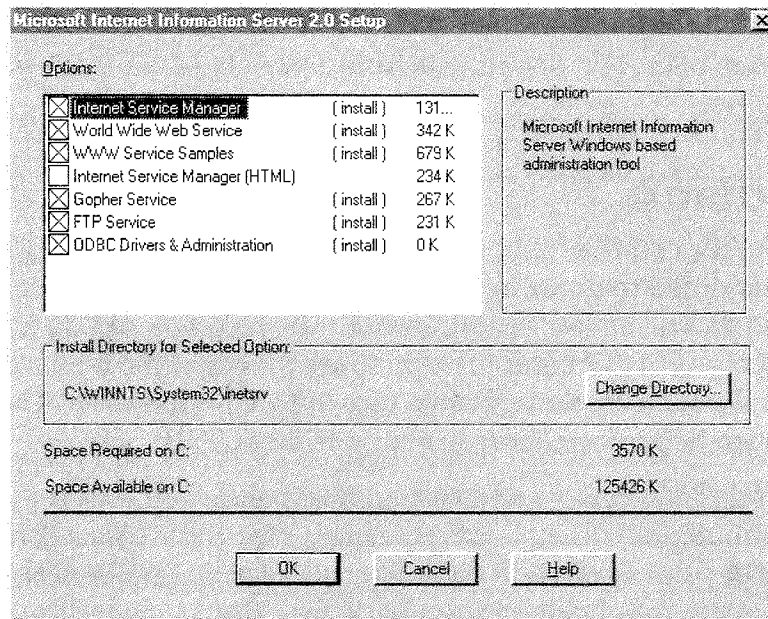 Microsoft Internet Information Server 2.0 Setup
Options:
Internet Service Manager ( install ) 131...
World Wide Web Service ( install ) 342 K
WWW Service Samples ( install ) 679 K
Internet Service Manager (HTML) 234 K
Gopher Service ( install ) 267 K
FTP Service ( install ) 231 K
ODBC Drivers & Administration ( install ) 0 K
Description
Microsoft Internet Information
Server Windows based
administration tool
Install Directory for Selected Option:
C:\WINNTS\System32\inetsrv
Change Directory...
Space Required on C: 3570 K
Space Available on C: 125426 K
OK Cancel Help